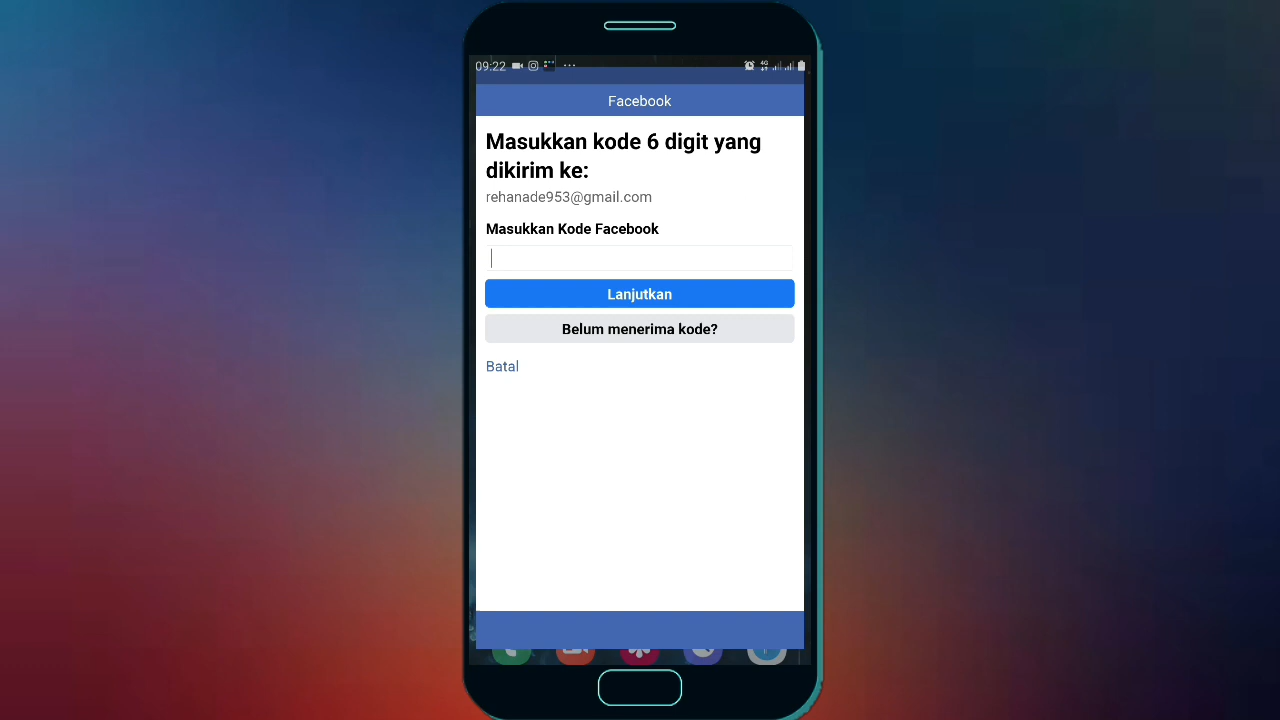 09:22
4G
Facebook
Masukkan kode 6 digit yang
dikirim ke:
rehanade953@gmail.com
Masukkan Kode Facebook
Lanjutkan
Belum menerima kode?
Batal